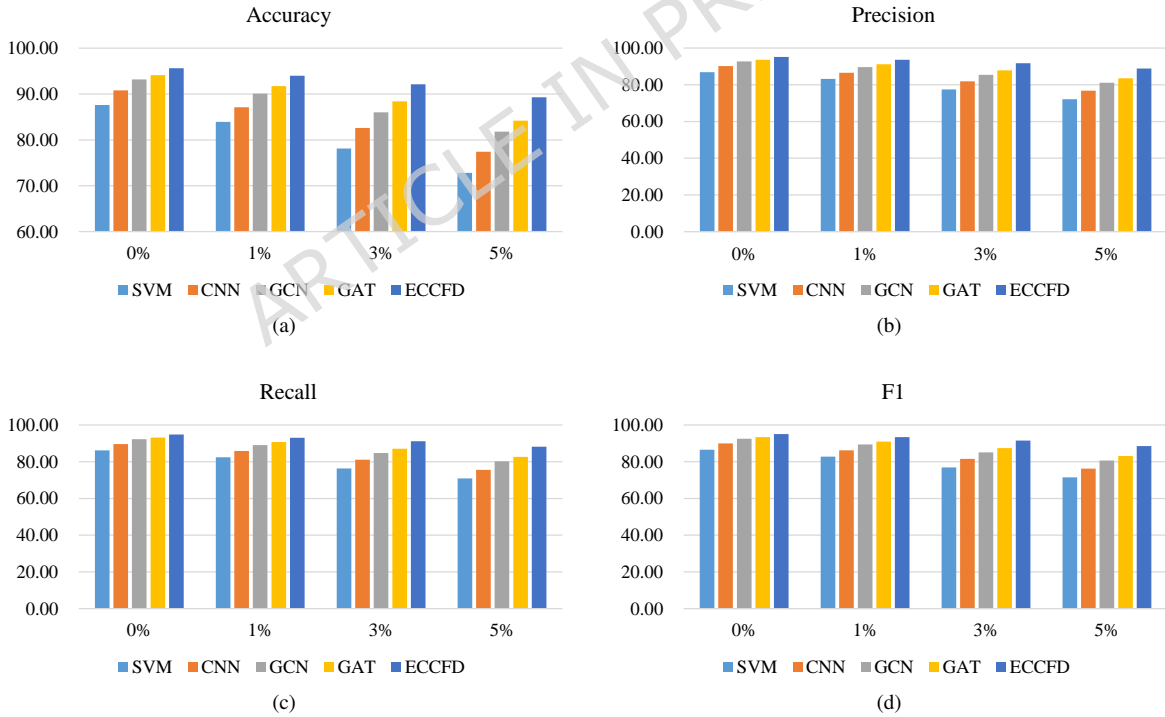 Accuracy
100.00
90.00
80.00
70.00
60.00
0% 1% 3% 5%
SVM CNN GCN GAT ECCFD
(a)
Precision
100.00
80.00
60.00
40.00
20.00
0.00
0% 1% 3% 5%
SVM CNN GCN GAT ECCFD
(b)
Recall
100.00
80.00
60.00
40.00
20.00
0.00
0% 1% 3% 5%
SVM CNN GCN GAT ECCFD
(c)
F1
100.00
80.00
60.00
40.00
20.00
0.00
0% 1% 3% 5%
SVM CNN GCN GAT ECCFD
(d)
ARTICLE IN